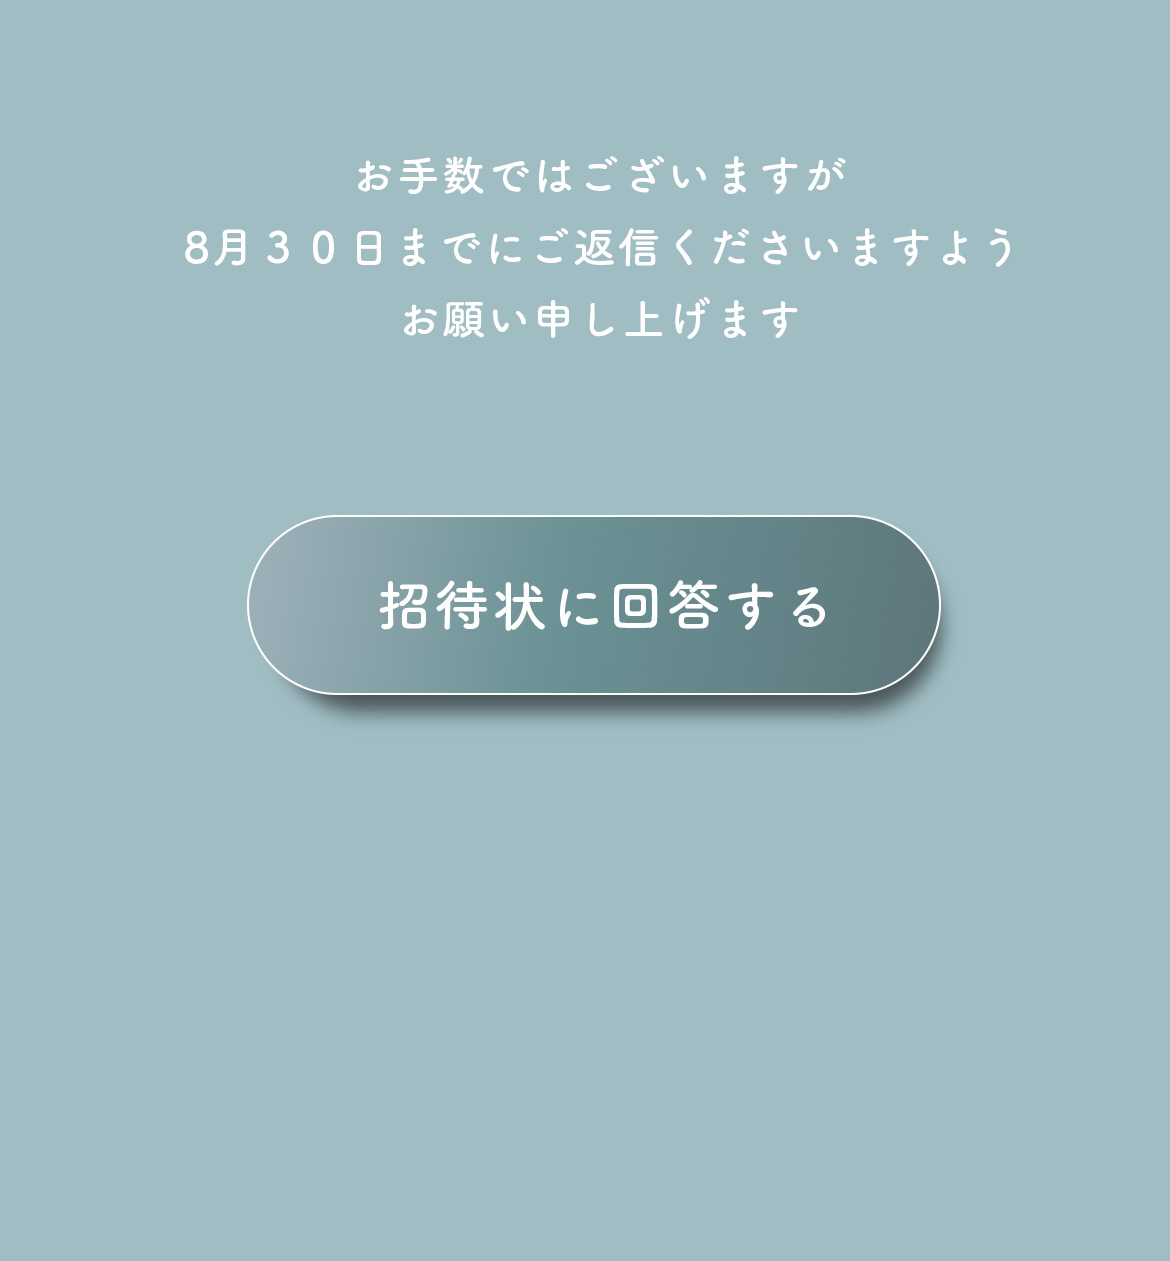 お手数ではございますが
8月３０日までにご返信くださいますよう
お願い申し上げます
招待状に回答する